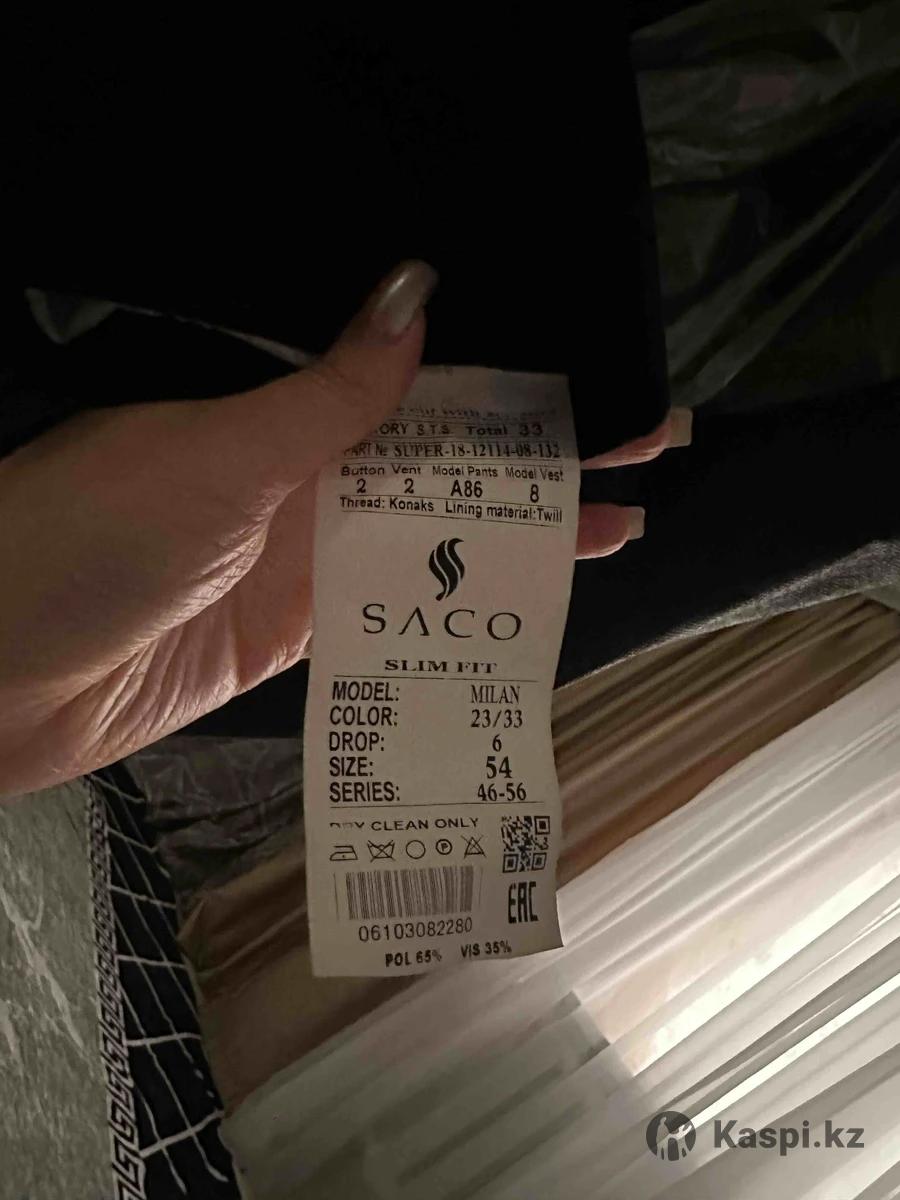 ORY S.T.S. Total 33
PART № SUPER-18-12114-08-132
Button Vent Model Pants Model Vest
2 2 A86 8
Thread: Konaks Lining material:Twill
SACO
SLIM FIT
MODEL: MILAN
COLOR: 23/33
DROP: 6
SIZE: 54
SERIES: 46-56
DRY CLEAN ONLY
P
EAC
06103082280
POL 65% VIS 35%
Kaspi.kz